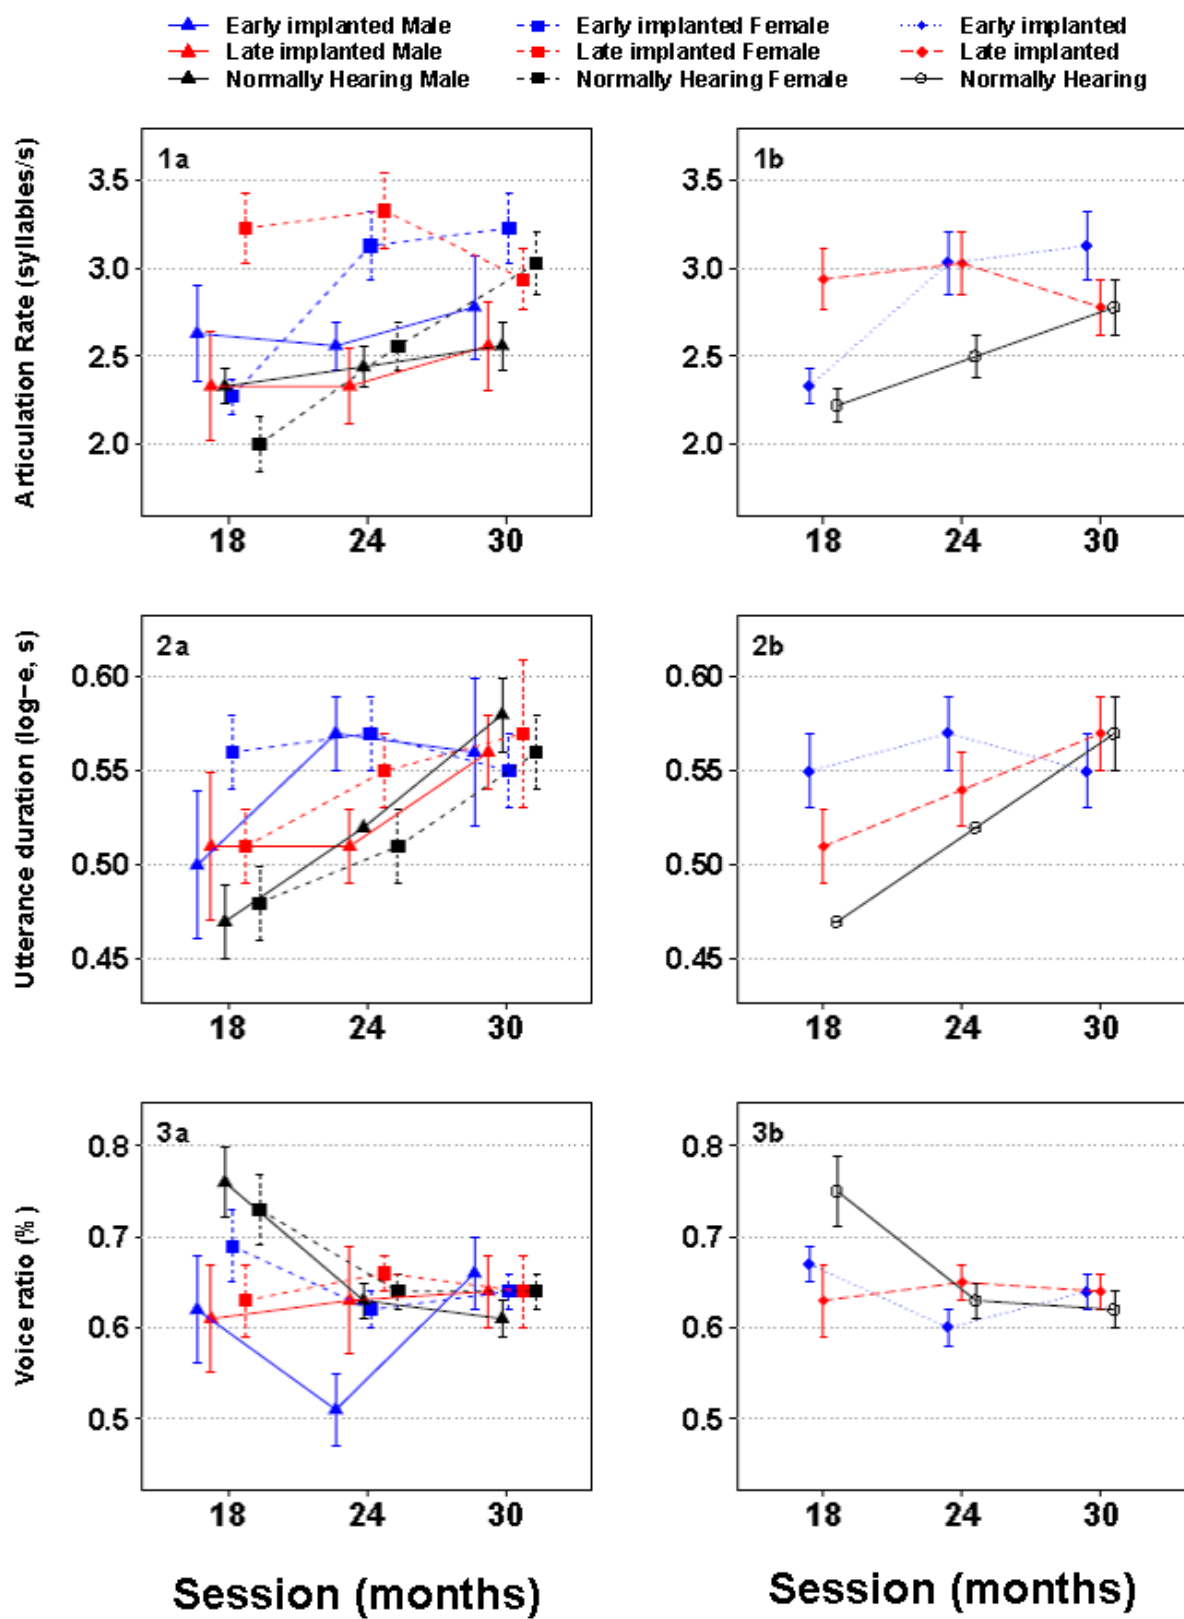 Early implanted Male Early implanted Female Early implanted
Late implanted Male Late implanted Female Late implanted
Normally Hearing Male Normally Hearing Female Normally Hearing
Articulation Rate (syllables/s)
1a
3.5
3.0
2.5
2.0
18 24 30
1b
3.5
3.0
2.5
2.0
18 24 30
Utterance duration (log-e, s)
2a
0.60
0.55
0.50
0.45
18 24 30
2b
0.60
0.55
0.50
0.45
18 24 30
Voice ratio (%)
3a
0.8
0.7
0.6
0.5
18 24 30
3b
0.8
0.7
0.6
0.5
18 24 30
Session (months) Session (months)